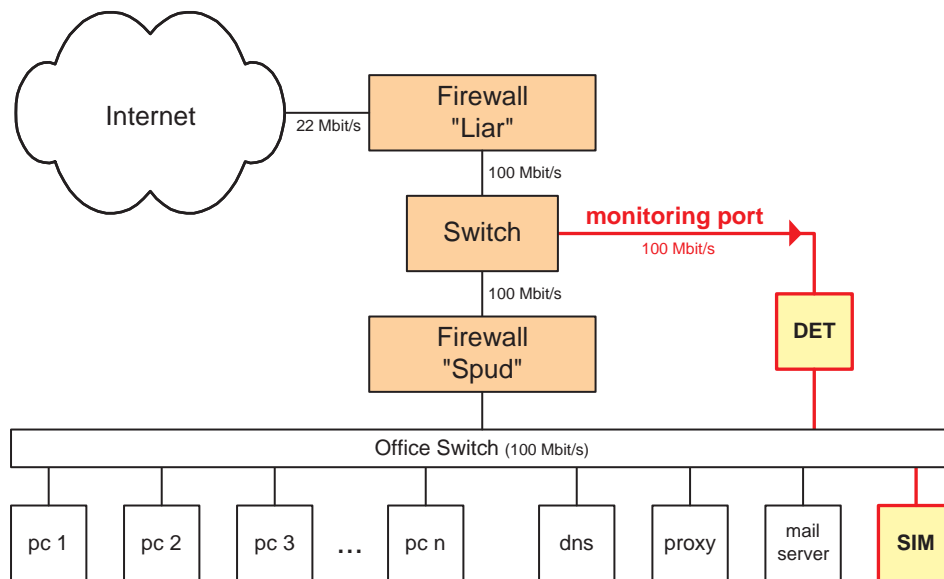 Internet
22 Mbit/s
Firewall
"Liar"
100 Mbit/s
Switch
monitoring port
100 Mbit/s
100 Mbit/s
Firewall
"Spud"
DET
Office Switch (100 Mbit/s)
pc 1
pc 2
pc 3
...
pc n
dns
proxy
mail
server
SIM